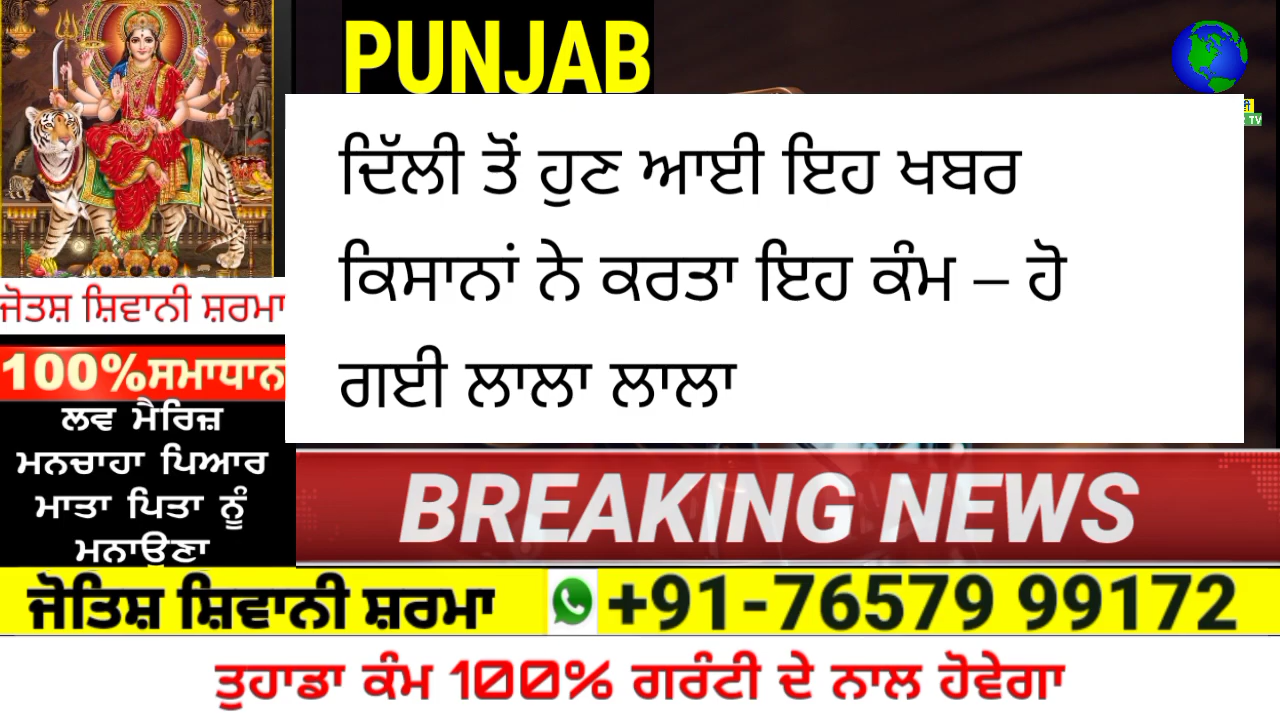 PUNJAB
ਦਿੱਲੀ ਤੋਂ ਹੁਣ ਆਈ ਇਹ ਖਬਰ
ਕਿਸਾਨਾਂ ਨੇ ਕਰਤਾ ਇਹ ਕੰਮ – ਹੋ
ਗਈ ਲਾਲਾ ਲਾਲਾ
ਜੋਤਸ਼ ਸ਼ਿਵਾਨੀ ਸ਼ਰਮਾ
100%ਸਮਾਧਾਨ
ਲਵ ਮੈਰਿਜ਼
ਮਨਚਾਹਾ ਪਿਆਰ
ਮਾਤਾ ਪਿਤਾ ਨੂੰ
ਮਨਾਉਣਾ
BREAKING NEWS
ਜੋਤਿਸ਼ ਸ਼ਿਵਾਨੀ ਸ਼ਰਮਾ +91-76579 99172
ਤੁਹਾਡਾ ਕੰਮ 100% ਗਰੰਟੀ ਦੇ ਨਾਲ ਹੋਵੇਗਾ
TV